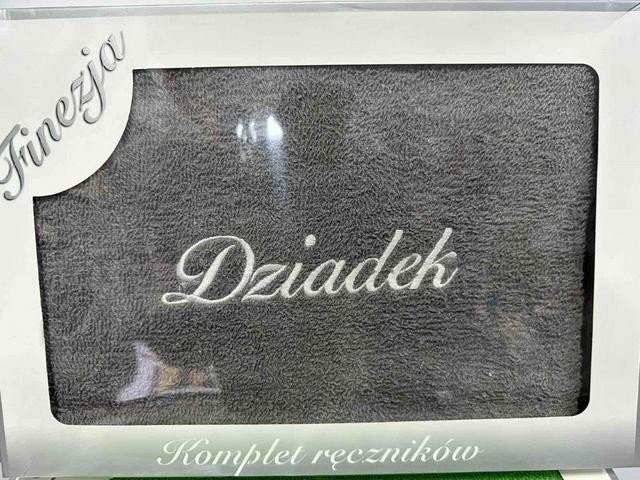 Finezja
Dziadek
Komplet ręczników